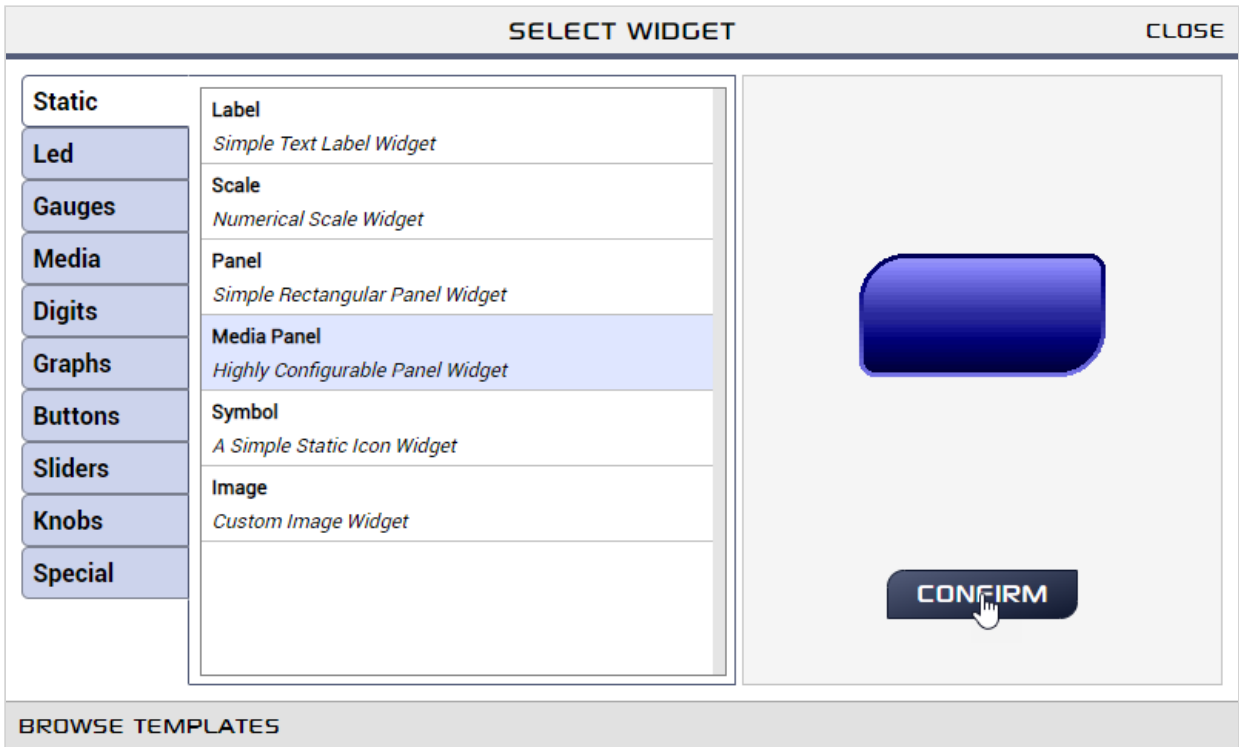 SELECT WIDGET
CLOSE
Static
Led
Gauges
Media
Digits
Graphs
Buttons
Sliders
Knobs
Special
Label
Simple Text Label Widget
Scale
Numerical Scale Widget
Panel
Simple Rectangular Panel Widget
Media Panel
Highly Configurable Panel Widget
Symbol
A Simple Static Icon Widget
Image
Custom Image Widget
CONFIRM
BROWSE TEMPLATES